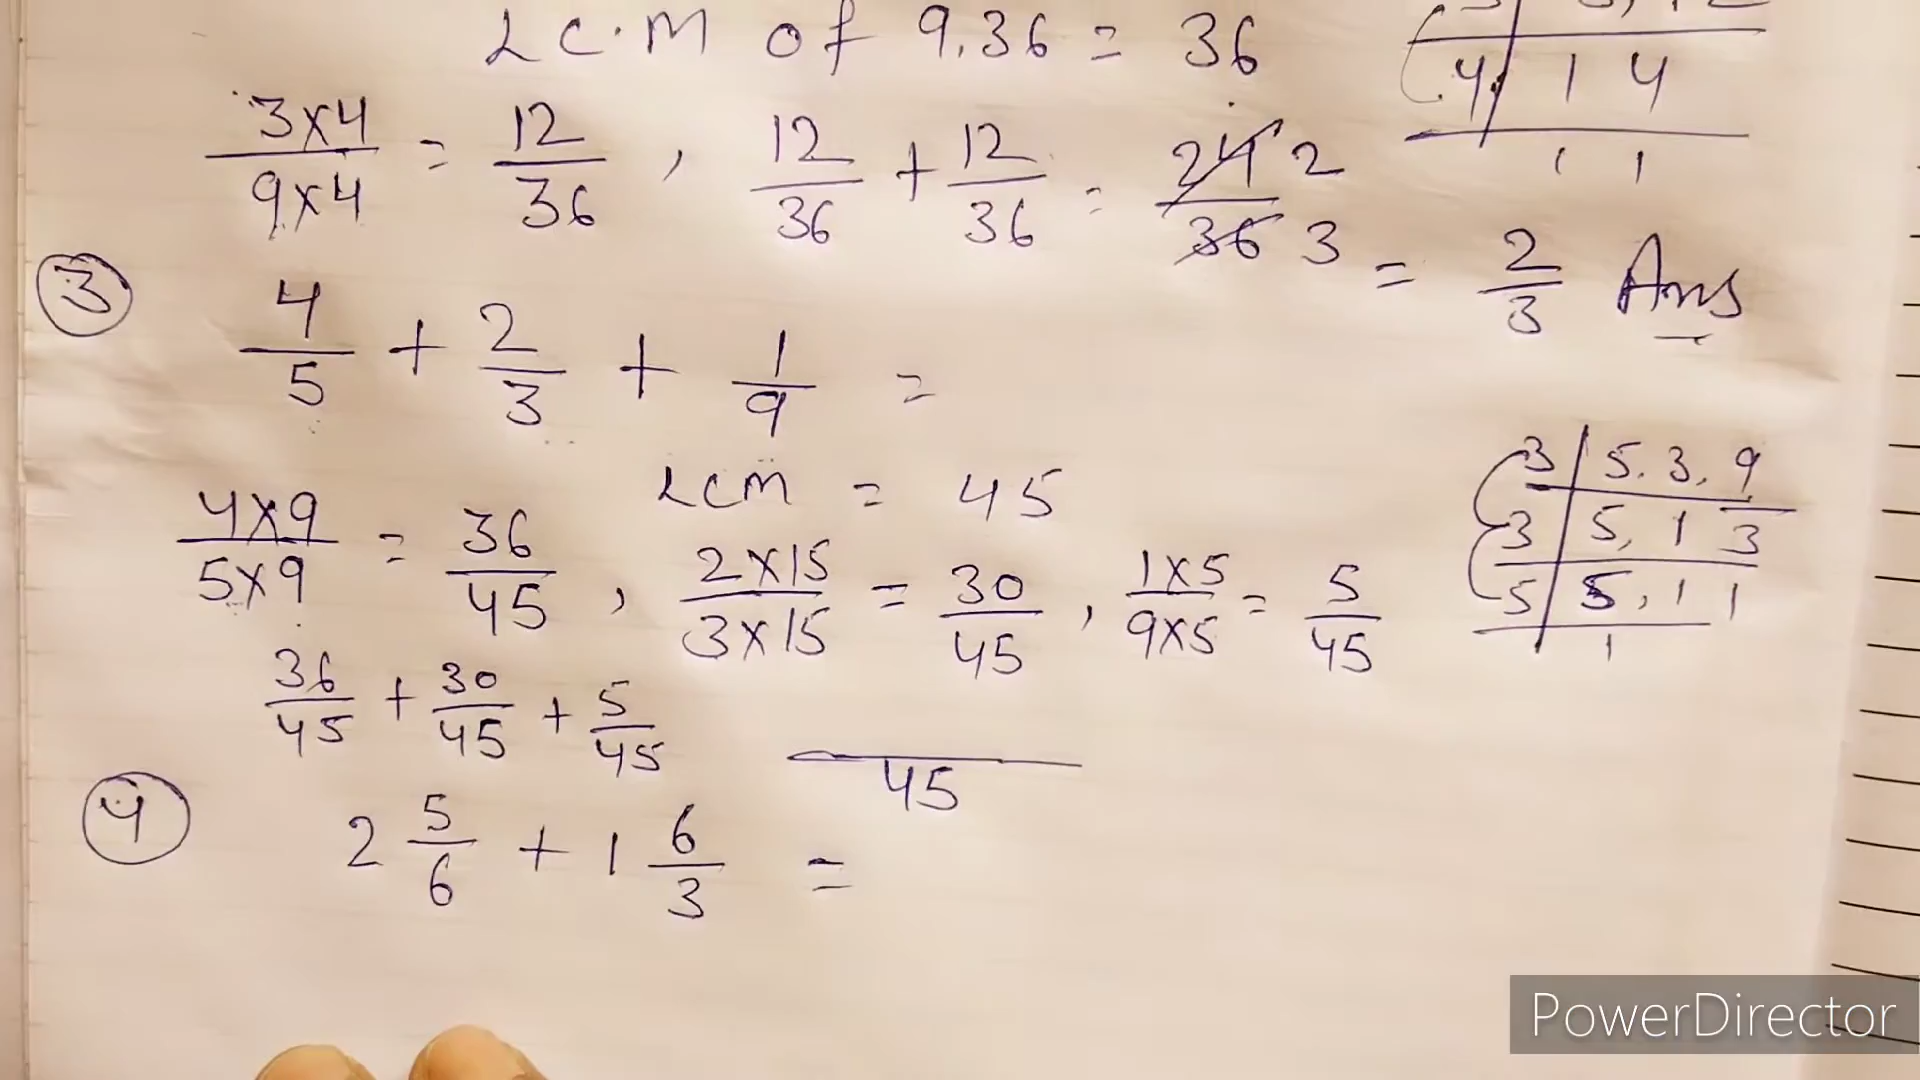 LC.M of 9,36 = 36
3, 12
4 1 4
1 1
3x4/9x4 = 12/36 , 12/36 + 12/36 = 24/36 2/3 = 2/3 Ans
3 4/5 + 2/3 + 1/9 =
LCM = 45
3 5, 3, 9
3 5, 1 3
5 5, 1 1
1
4x9/5x9 = 36/45 , 2x15/3x15 = 30/45 , 1x5/9x5 = 5/45
36/45 + 30/45 + 5/45 /45
4 2 5/6 + 1 6/3 =
PowerDirector